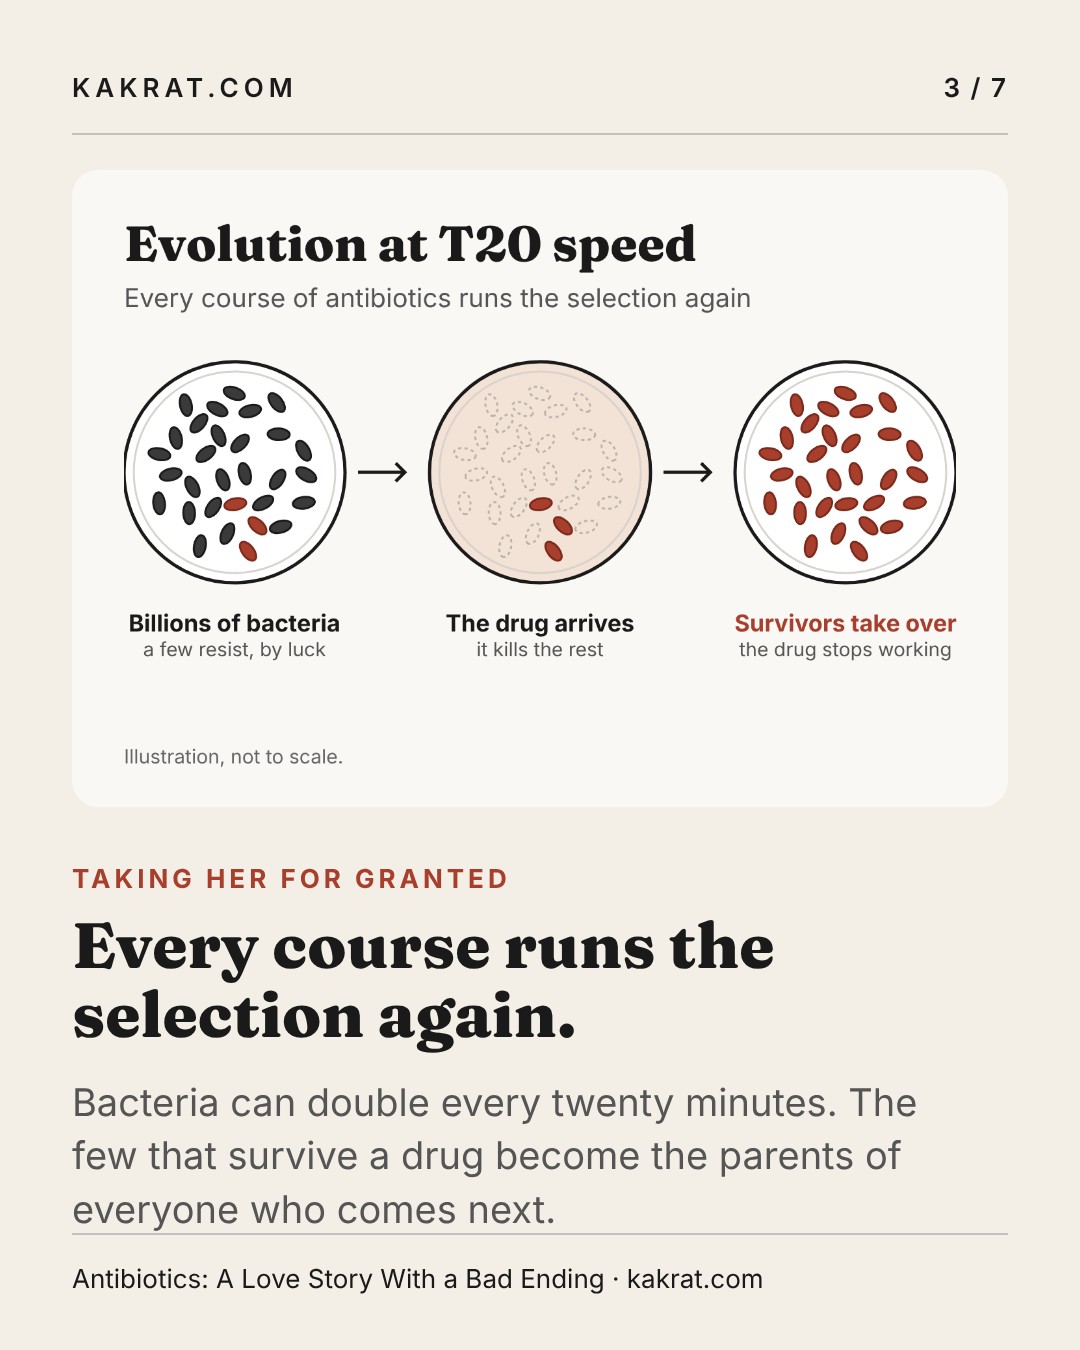 KAKRAT.COM
3 / 7
Evolution at T20 speed
Every course of antibiotics runs the selection again
Billions of bacteria
a few resist, by luck
The drug arrives
it kills the rest
Survivors take over
the drug stops working
Illustration, not to scale.
TAKING HER FOR GRANTED
Every course runs the
selection again.
Bacteria can double every twenty minutes. The
few that survive a drug become the parents of
everyone who comes next.
Antibiotics: A Love Story With a Bad Ending · kakrat.com